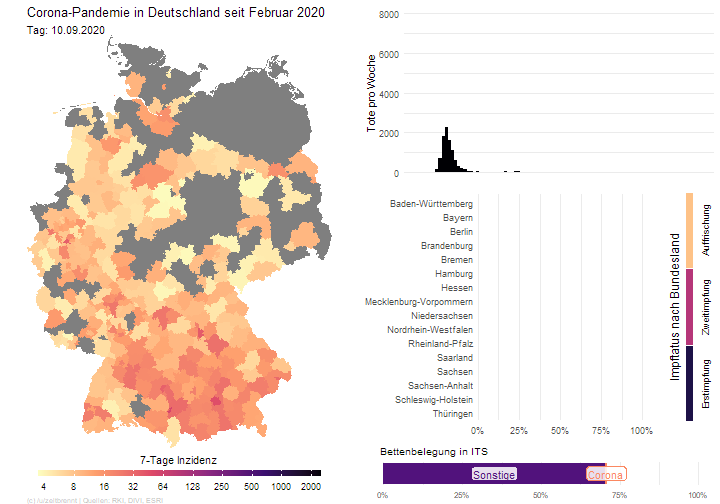 Corona-Pandemie in Deutschland seit Februar 2020
Tag: 10.09.2020
7-Tage Inzidenz
4 8 16 32 64 125 250 500 1000 2000
Quellen: RKI, DIVI, ESRI
Tote pro Woche
8000
6000
4000
2000
0
Baden-Württemberg
Bayern
Berlin
Brandenburg
Bremen
Hamburg
Hessen
Mecklenburg-Vorpommern
Niedersachsen
Nordrhein-Westfalen
Rheinland-Pfalz
Saarland
Sachsen
Sachsen-Anhalt
Schleswig-Holstein
Thüringen
0% 25% 50% 75% 100%
Impfstatus nach Bundesland
Auffrischung
Zweitimpfung
Erstimpfung
Bettenbelegung in ITS
Sonstige
Corona
0% 25% 50% 75% 100%